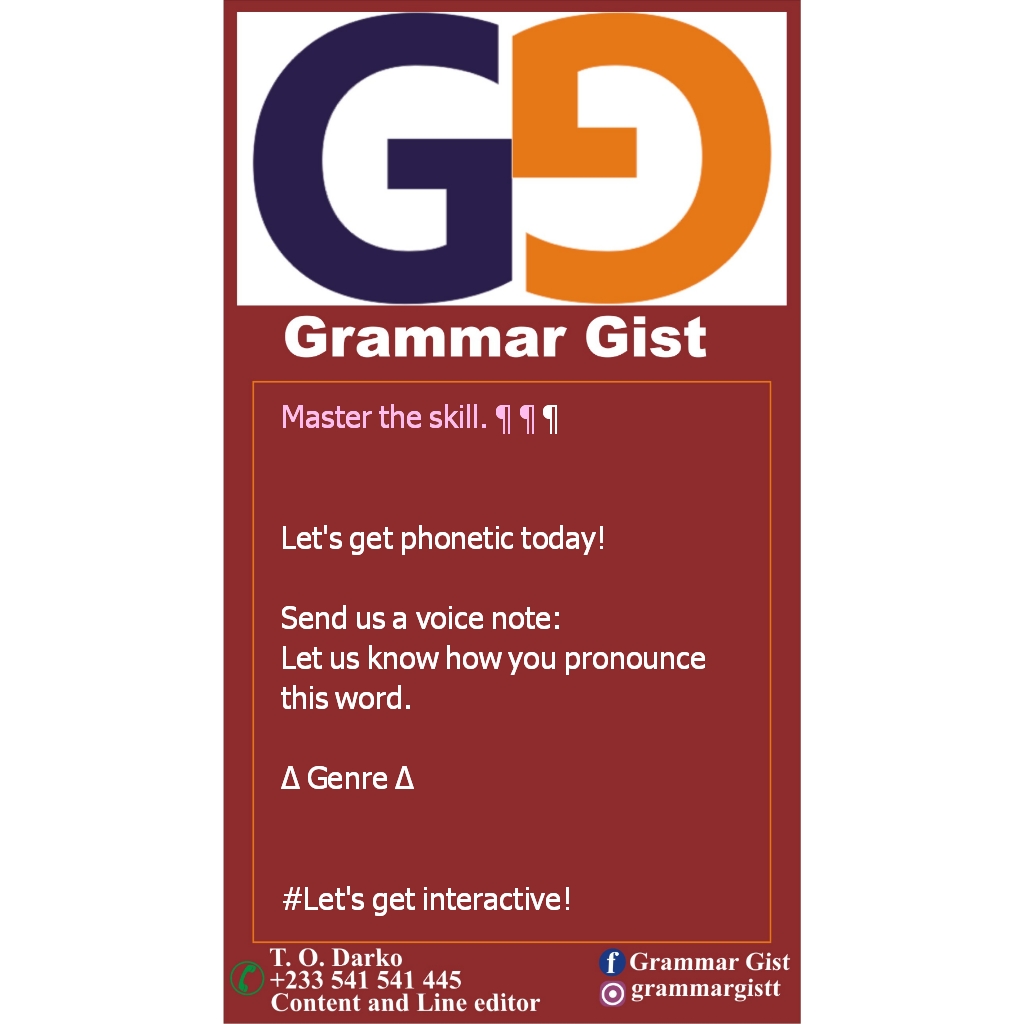 GG
Grammar Gist
Master the skill. ¶ ¶ ¶
Let's get phonetic today!
Send us a voice note:
Let us know how you pronounce
this word.
Δ Genre Δ
#Let's get interactive!
T. O. Darko
+233 541 541 445
Content and Line editor
f Grammar Gist
grammargistt